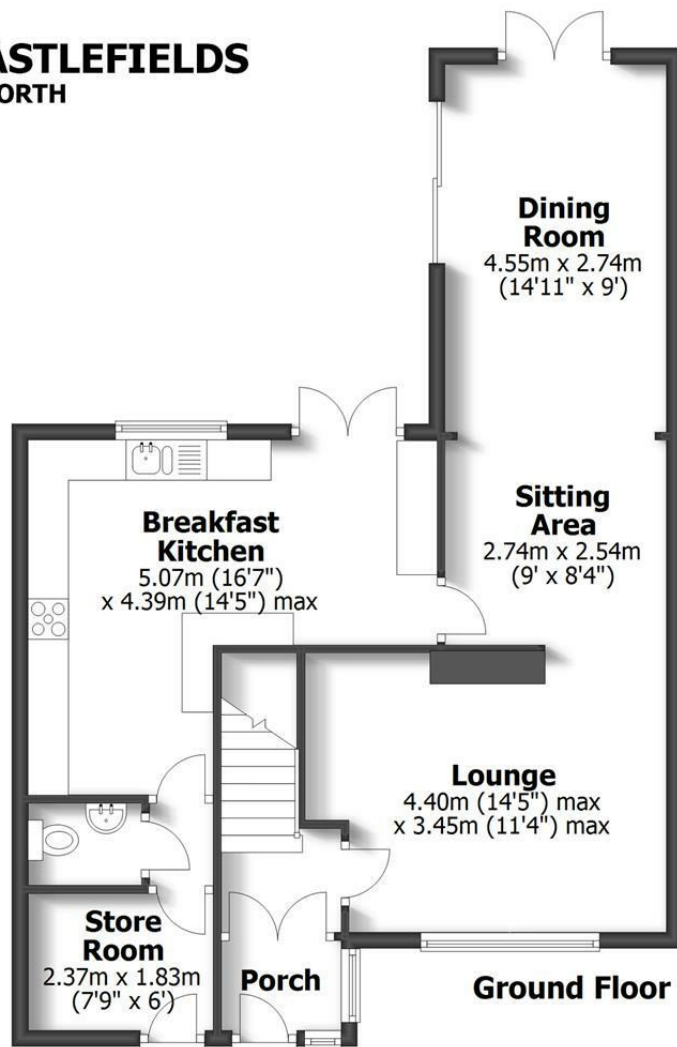 ASTLEFIELDS
ORTH
Dining
Room
4.55m x 2.74m
(14'11" x 9')
Sitting
Area
2.74m x 2.54m
(9' x 8'4")
Breakfast
Kitchen
5.07m (16'7")
x 4.39m (14'5") max
Lounge
4.40m (14'5") max
x 3.45m (11'4") max
Store
Room
2.37m x 1.83m
(7'9" x 6')
Porch
Ground Floor